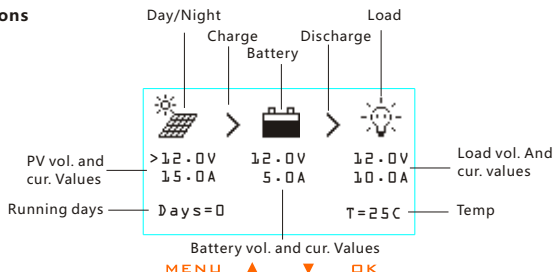 ons
Day/Night
Load
Charge
Discharge
Battery
>12.0V 12.0V 12.0V
15.0A 5.0A 10.0A
PV vol. and
cur. Values
Load vol. And
cur. values
Running days
Days=0
T=25C
Temp
Battery vol. and cur. Values
MENU ▲ ▼ OK